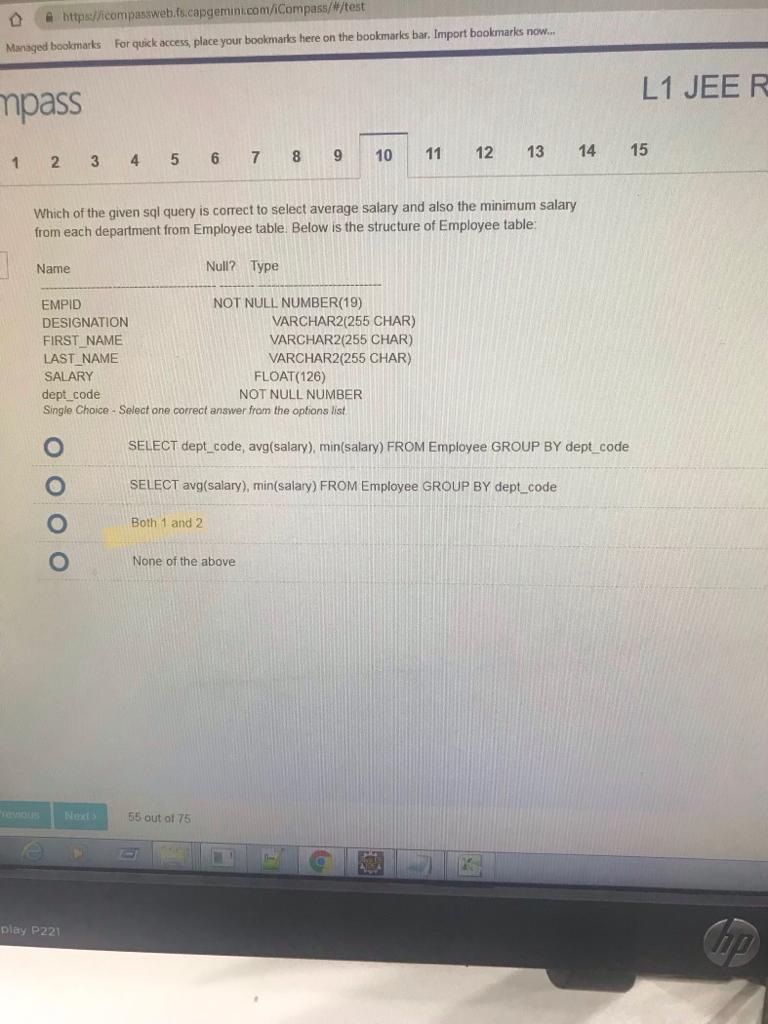 https://icompassweb.fs.capgemini.com/iCompass/#/test
Managed bookmarks For quick access, place your bookmarks here on the bookmarks bar. Import bookmarks now...
mpass
L1 JEE R
1 2 3 4 5 6 7 8 9 10 11 12 13 14 15
Which of the given sql query is correct to select average salary and also the minimum salary
from each department from Employee table. Below is the structure of Employee table:
Name Null? Type
EMPID NOT NULL NUMBER(19)
DESIGNATION VARCHAR2(255 CHAR)
FIRST_NAME VARCHAR2(255 CHAR)
LAST_NAME VARCHAR2(255 CHAR)
SALARY FLOAT(126)
dept_code NOT NULL NUMBER
Single Choice - Select one correct answer from the options list
SELECT dept_code, avg(salary), min(salary) FROM Employee GROUP BY dept_code
SELECT avg(salary), min(salary) FROM Employee GROUP BY dept_code
Both 1 and 2
None of the above
revious Next > 55 out of 75
play P221
hp